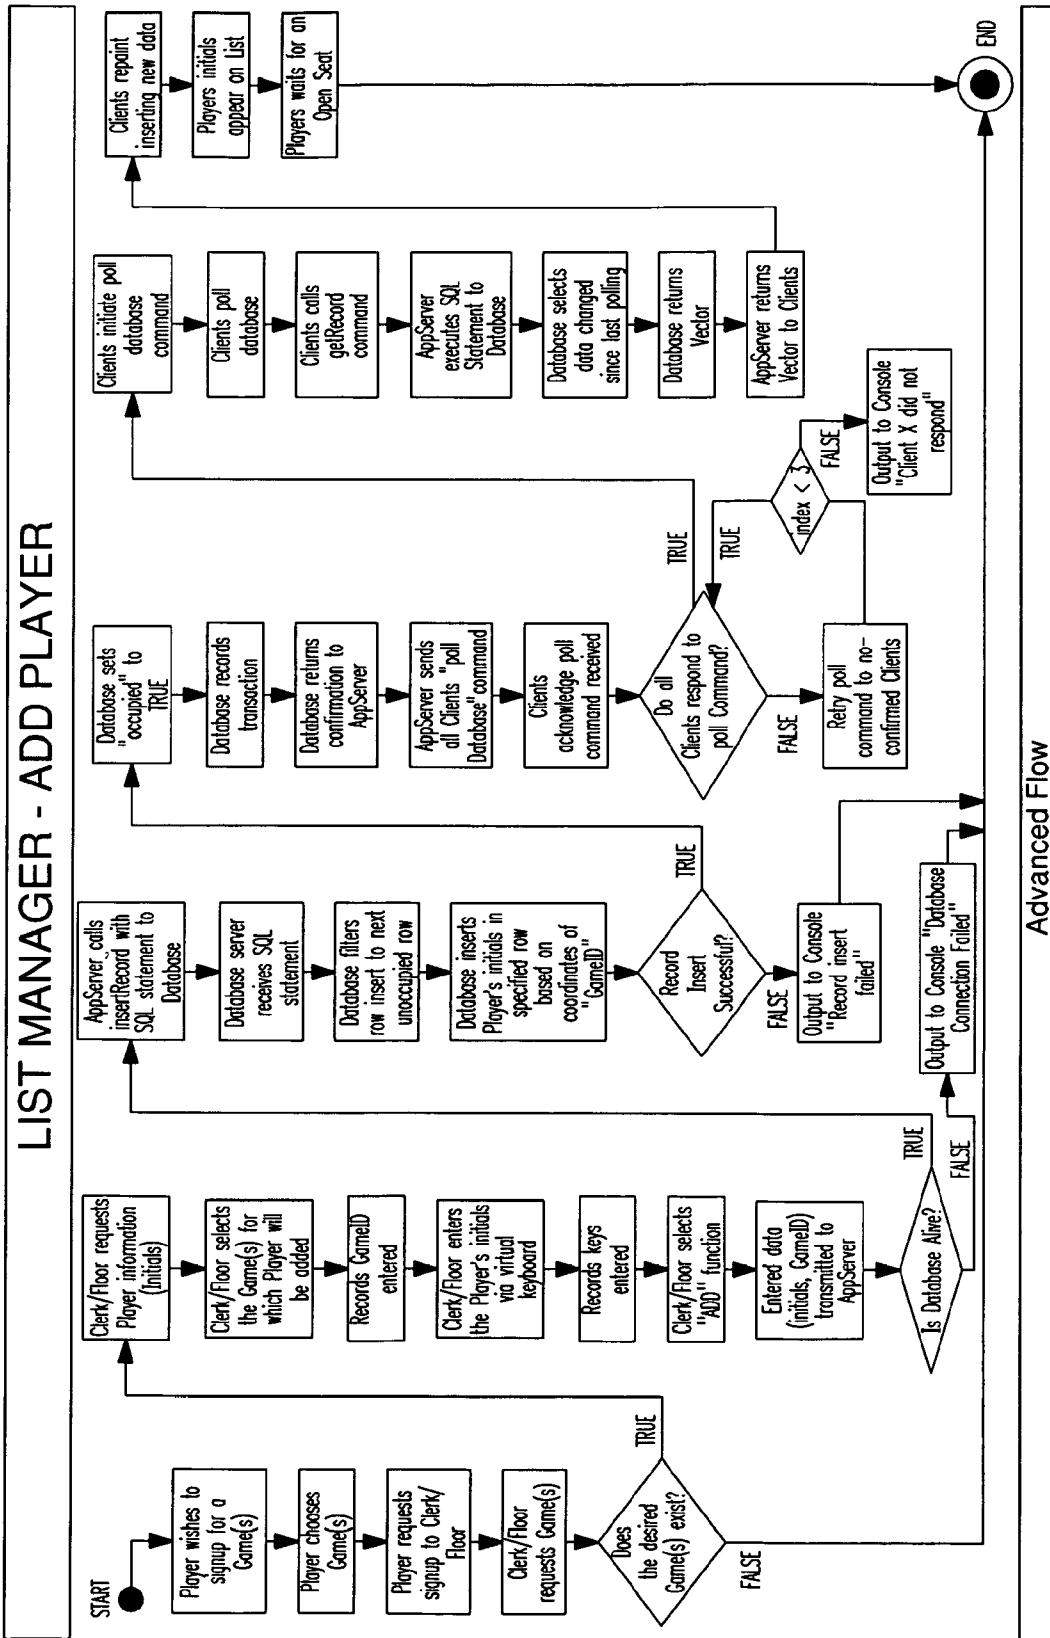 LIST MANAGER - ADD PLAYER
START
Player wishes to
signup for a
Game(s)
Player chooses
Game(s)
Player requests
signup to Clerk/
Floor
Clerk/Floor
requests Game(s)
Does
the desired
Game(s) exist?
TRUE
FALSE
Clerk/Floor requests
Player information
(Initials)
Clerk/Floor selects
the Game(s) for
which Player will
be added
Records GameID
entered
Clerk/Floor enters
the Player's initials
via virtual
keyboard
Records keys
entered
Clerk/Floor selects
"ADD" function
Entered data
(initials, GameID)
transmitted to
AppServer
Is Database Alive?
TRUE
FALSE
Output to Console "Database
Connection Failed"
AppServer calls
insertRecord with
SQL statement to
Database
Database server
receives SQL
statement
Database filters
row insert to next
unoccupied row
Database inserts
Player's initials in
specified row
based on
coordinates of
"GameID"
Record
Insert
Successful?
TRUE
FALSE
Output to Console
"Record insert
failed"
Database sets
"occupied" to
TRUE
Database records
transaction
Database returns
confirmation to
AppServer
AppServer sends
all Clients "poll
Database" command
Clients
acknowledge poll
command received
Do all
Clients respond to
poll Command?
TRUE
FALSE
Retry poll
command to no-
confirmed Clients
index < 3
TRUE
FALSE
Output to Console
"Client X did not
respond"
Clients initiate poll
database
command
Clients poll
database
Clients calls
getRecord
command
AppServer
executes SQL
Statement to
Database
Database selects
data changed
since last polling
Database returns
Vector
AppServer returns
Vector to Clients
Clients repaint
inserting new data
Players initials
appear on List
Players waits for an
Open Seat
END
Advanced Flow